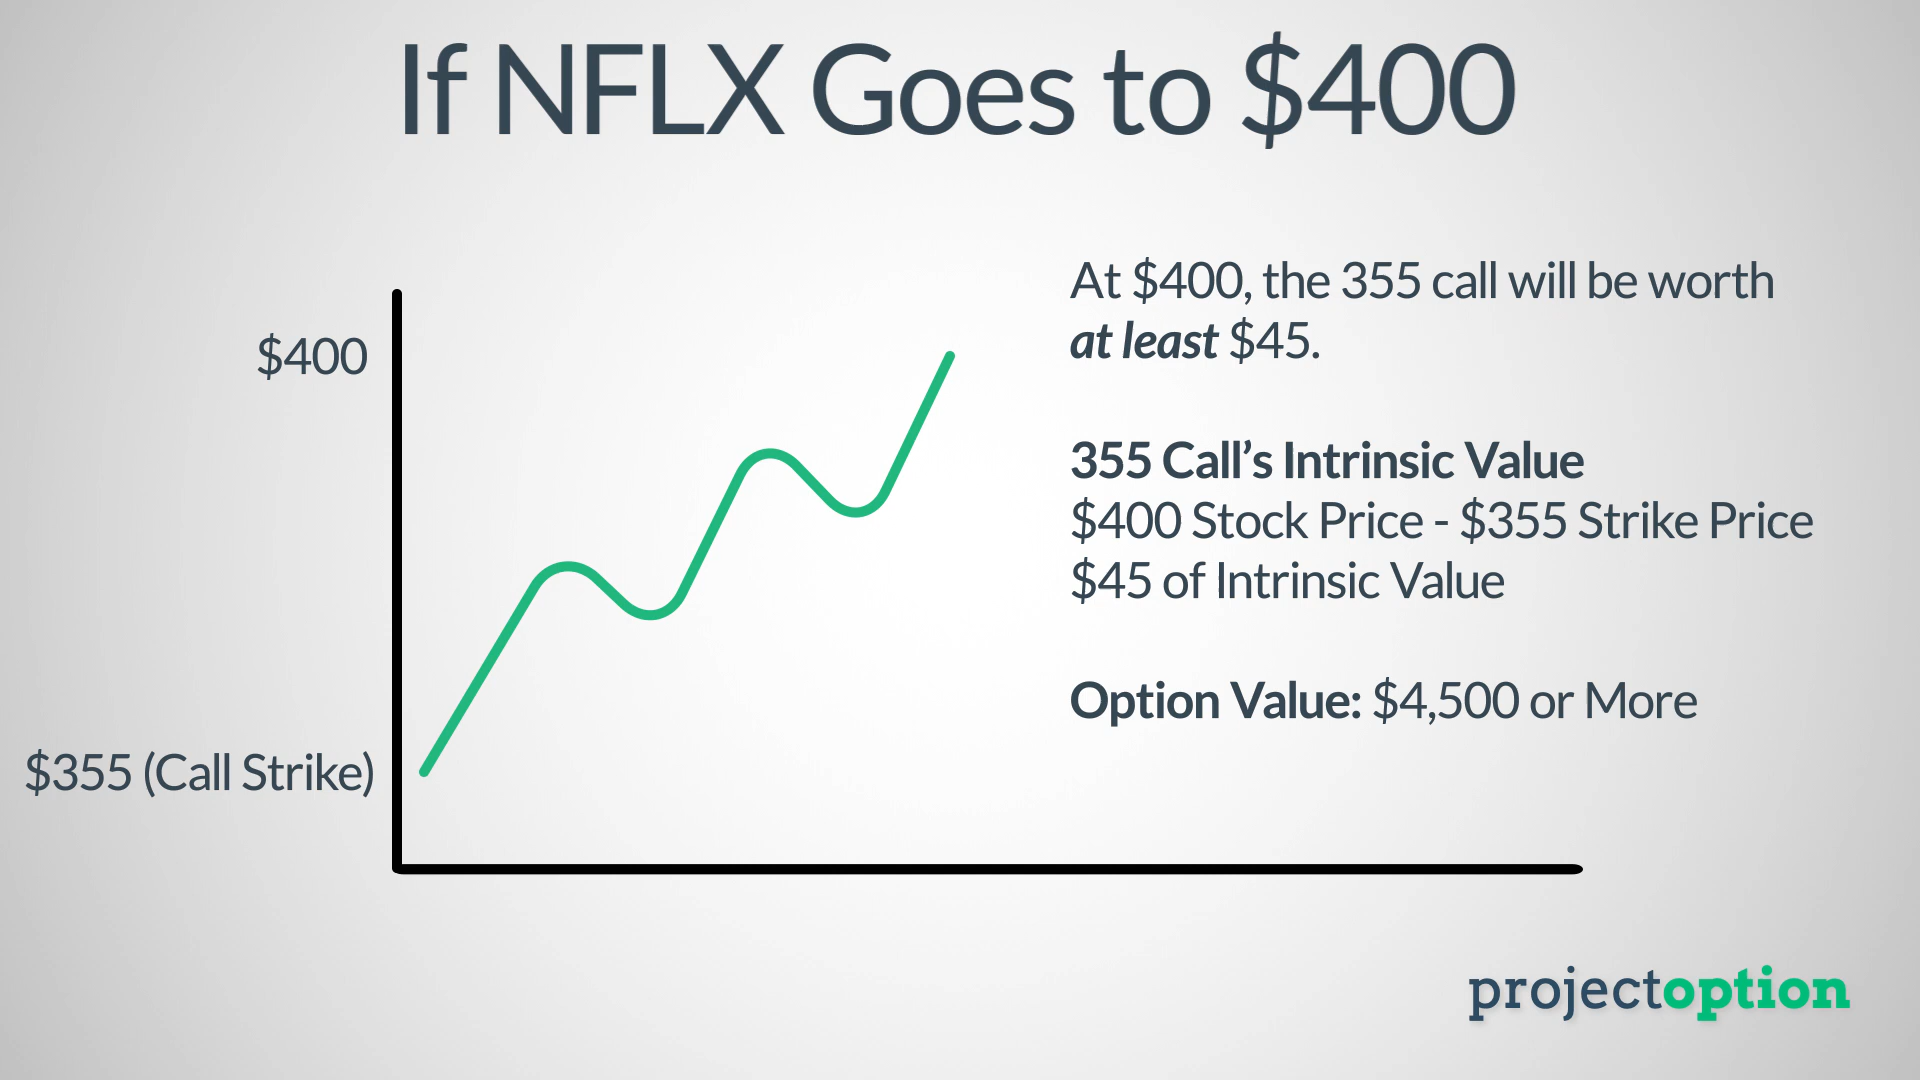 If NFLX Goes to $400
$400
$355 (Call Strike)
At $400, the 355 call will be worth
at least $45.
355 Call’s Intrinsic Value
$400 Stock Price - $355 Strike Price
$45 of Intrinsic Value
Option Value: $4,500 or More
projectoption